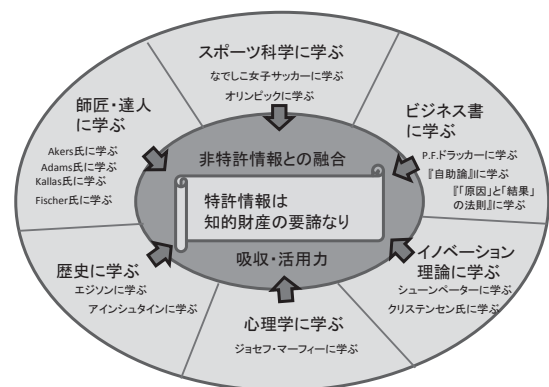 スポーツ科学に学ぶ
なでしこ女子サッカーに学ぶ
オリンピックに学ぶ
師匠・達人
に学ぶ
Akers氏に学ぶ
Adams氏に学ぶ
Kallas氏に学ぶ
Fischer氏に学ぶ
ビジネス書
に学ぶ
P.F.ドラッカーに学ぶ
『自助論』に学ぶ
『「原因」と「結果」
の法則』に学ぶ
非特許情報との融合
特許情報は
知的財産の要諦なり
吸収・活用力
歴史に学ぶ
エジソンに学ぶ
アインシュタインに学ぶ
心理学に学ぶ
ジョセフ・マーフィーに学ぶ
イノベーション
理論に学ぶ
シューンペーターに学ぶ
クリステンセン氏に学ぶ